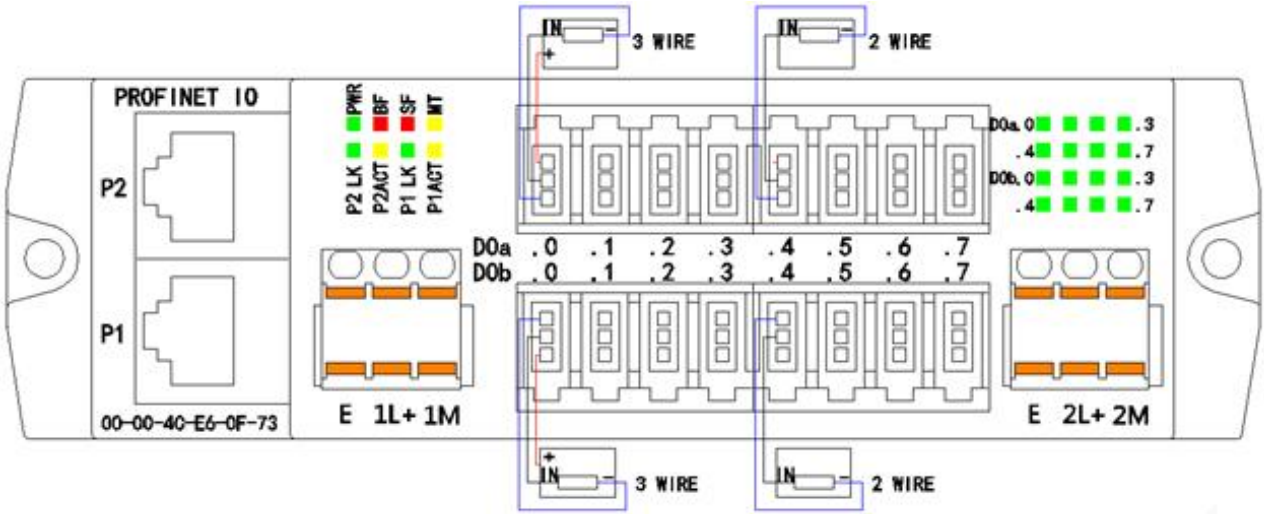 IN - 3 WIRE
+
IN - 2 WIRE
PROFINET IO
PWR BF SF MT
P2 LK P2ACT P1 LK P1ACT
DOa.0 .3
.4 .7
DOb.0 .3
.4 .7
P2
DOa .0 .1 .2 .3 .4 .5 .6 .7
DOb .0 .1 .2 .3 .4 .5 .6 .7
P1
E 1L+ 1M
E 2L+ 2M
00-00-4C-E6-0F-73
+
IN - 3 WIRE
IN - 2 WIRE